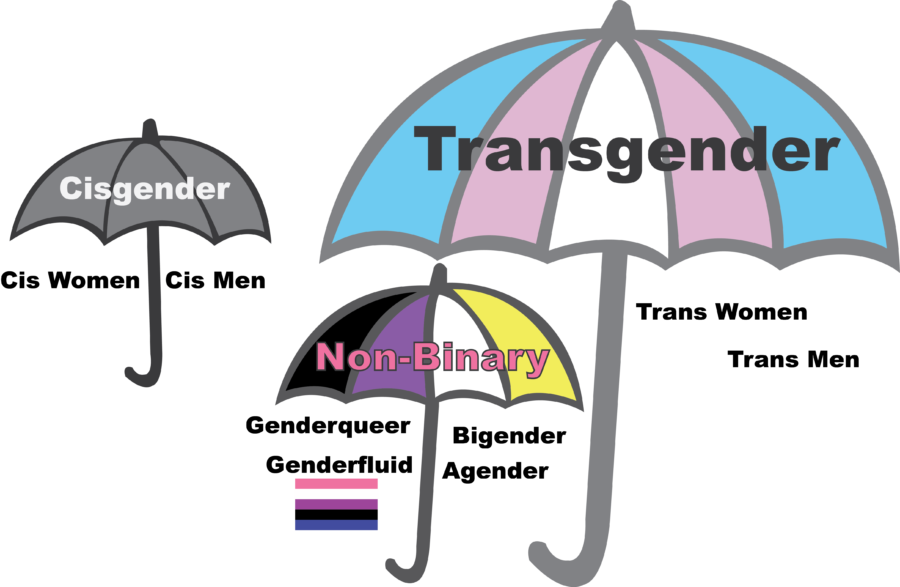 Transgender
Cisgender
Cis Women
Cis Men
Trans Women
Non-Binary
Trans Men
Genderqueer
Bigender
Genderfluid
Agender